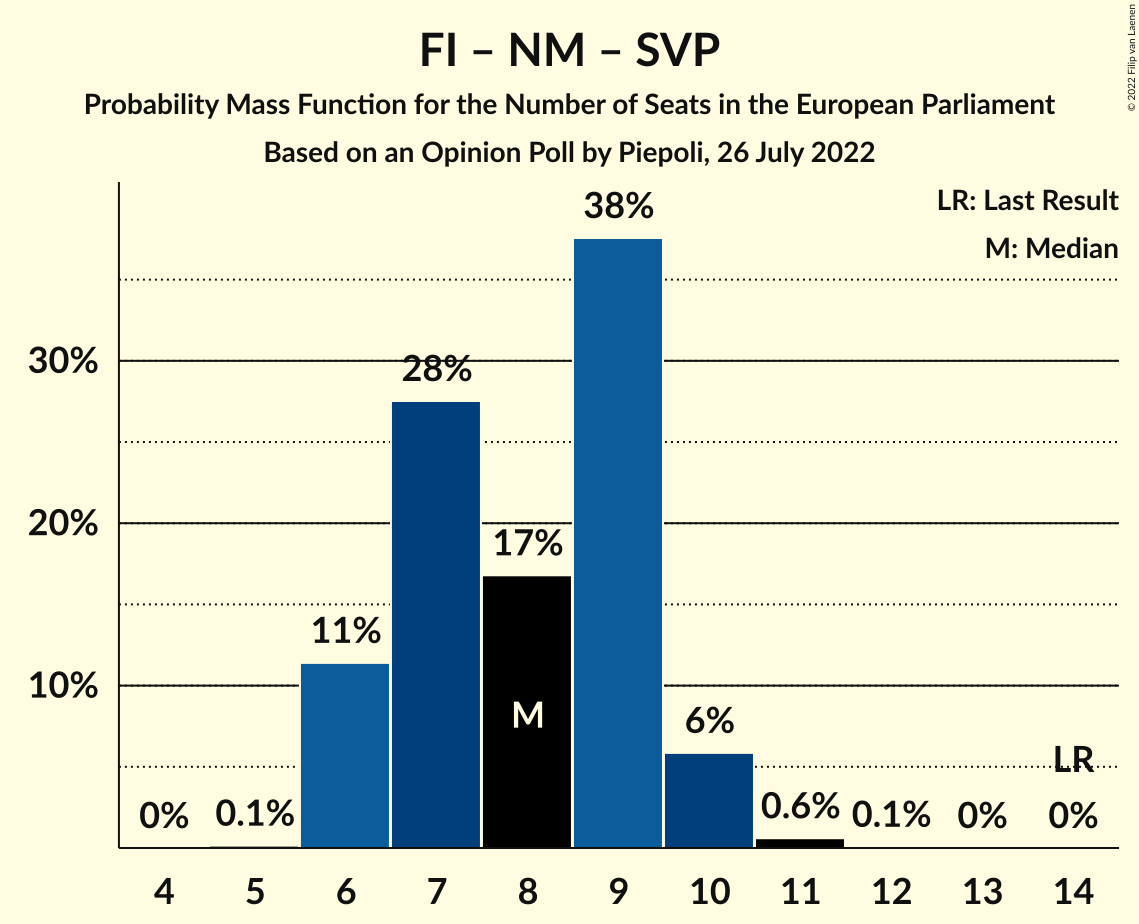 FI – NM – SVP
Probability Mass Function for the Number of Seats in the European Parliament
Based on an Opinion Poll by Piepoli, 26 July 2022
© 2022 Filip van Laenen
LR: Last Result
M: Median
38%
30%
28%
20%
17%
11%
10%
M
6%
LR
0%
0.1%
0.6%
0.1%
0%
0%
4 5 6 7 8 9 10 11 12 13 14